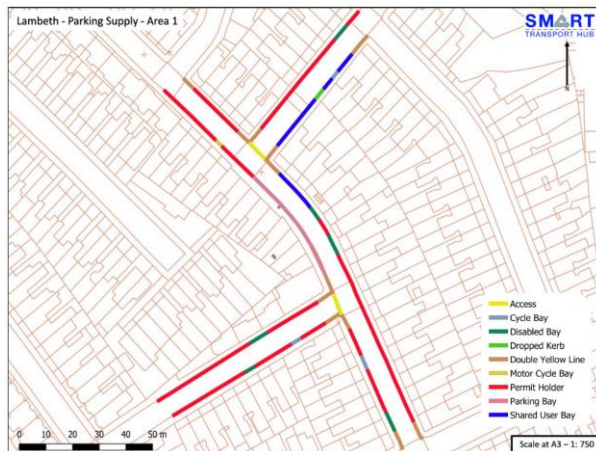 Lambeth - Parking Supply - Area 1
SMART
TRANSPORT HUB
N
Access
Cycle Bay
Disabled Bay
Dropped Kerb
Double Yellow Line
Motor Cycle Bay
Permit Holder
Parking Bay
Shared User Bay
0 10 20 30 40 50 m
Scale at A3 – 1: 750